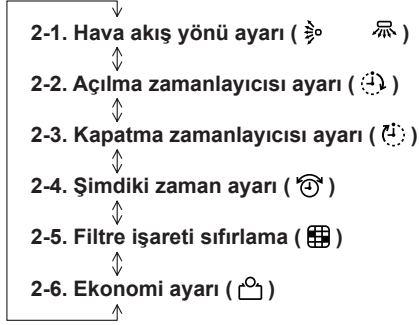 2-1. Hava akış yönü ayarı ( )
2-2. Açılma zamanlayıcısı ayarı ( )
2-3. Kapatma zamanlayıcısı ayarı ( )
2-4. Şimdiki zaman ayarı ( )
2-5. Filtre işareti sıfırlama ( )
2-6. Ekonomi ayarı ( )